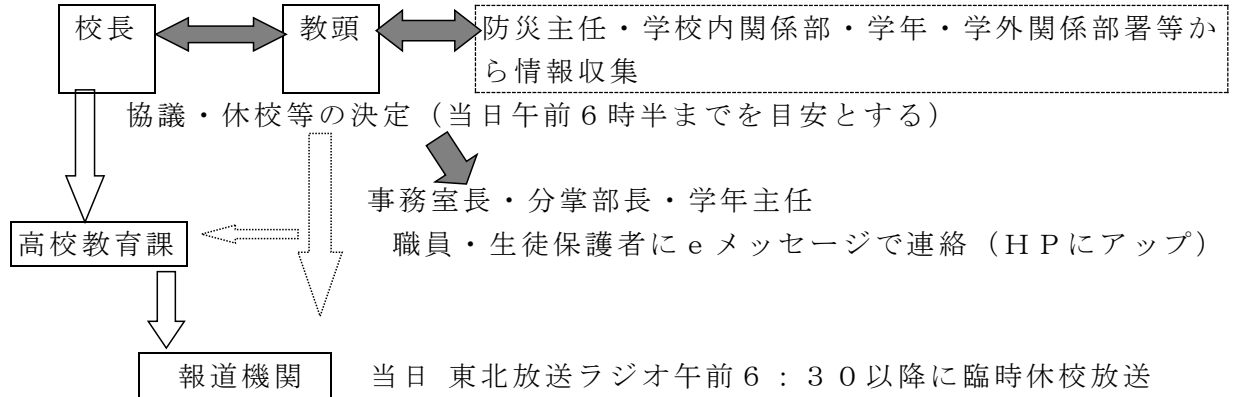 校長
教頭
防災主任・学校内関係部・学年・学外関係部署等か
ら情報収集
協議・休校等の決定（当日午前６時半までを目安とする）
事務室長・分掌部長・学年主任
高校教育課
職員・生徒保護者にｅメッセージで連絡（ＨＰにアップ）
報道機関
当日 東北放送ラジオ午前６：３０以降に臨時休校放送